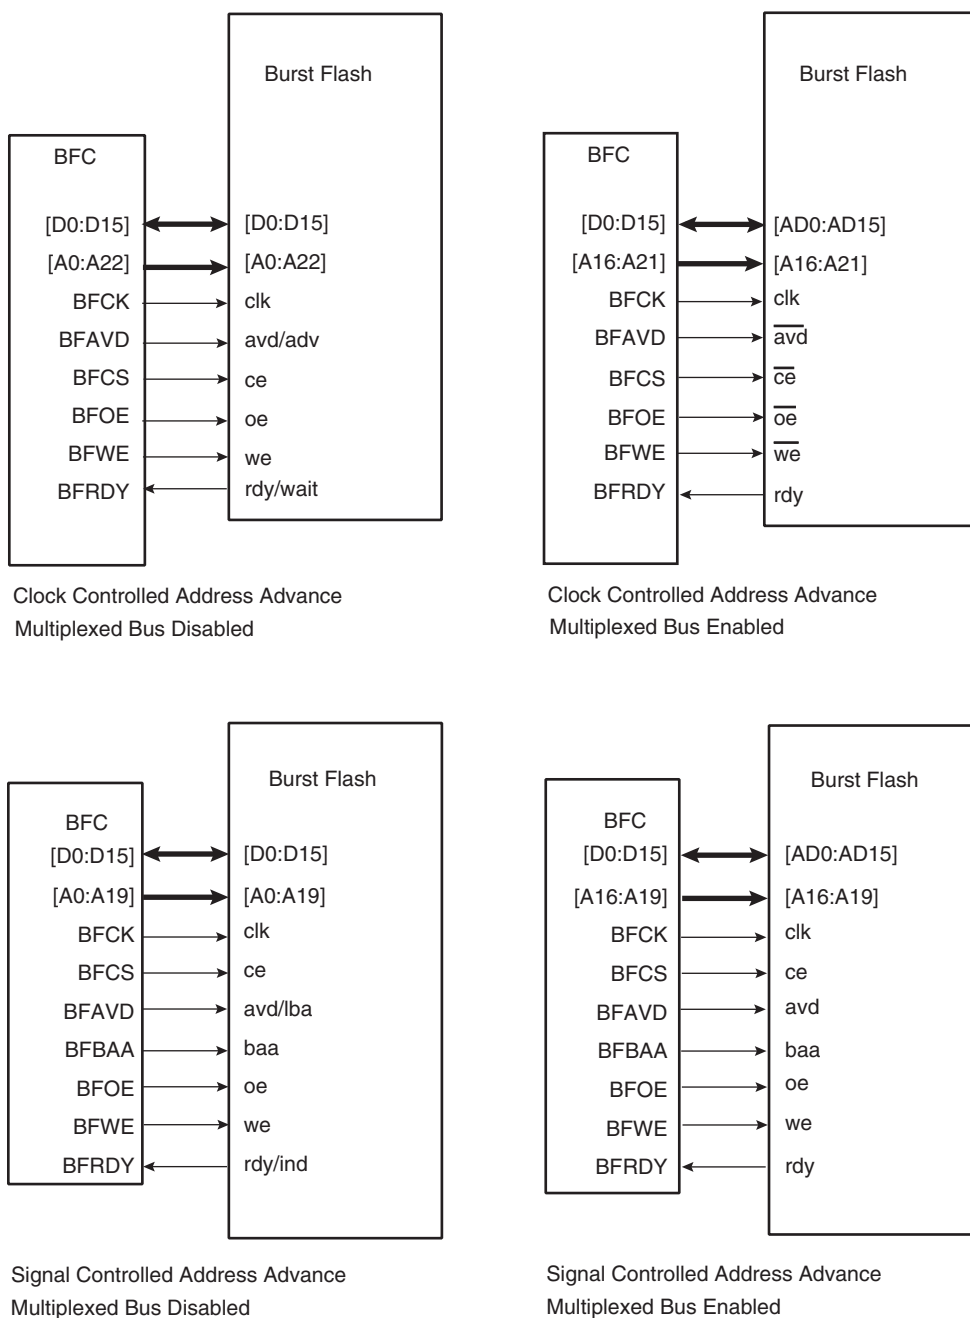 Burst Flash
BFC
[D0:D15] [D0:D15]
[A0:A22] [A0:A22]
BFCK clk
BFAVD avd/adv
BFCS ce
BFOE oe
BFWE we
BFRDY rdy/wait
Clock Controlled Address Advance
Multiplexed Bus Disabled
Burst Flash
BFC
[D0:D15] [AD0:AD15]
[A16:A21] [A16:A21]
BFCK clk
BFAVD avd
BFCS ce
BFOE oe
BFWE we
BFRDY rdy
Clock Controlled Address Advance
Multiplexed Bus Enabled
Burst Flash
BFC
[D0:D15] [D0:D15]
[A0:A19] [A0:A19]
BFCK clk
BFCS ce
BFAVD avd/lba
BFBAA baa
BFOE oe
BFWE we
BFRDY rdy/ind
Signal Controlled Address Advance
Multiplexed Bus Disabled
Burst Flash
BFC
[D0:D15] [AD0:AD15]
[A16:A19] [A16:A19]
BFCK clk
BFCS ce
BFAVD avd
BFBAA baa
BFOE oe
BFWE we
BFRDY rdy
Signal Controlled Address Advance
Multiplexed Bus Enabled